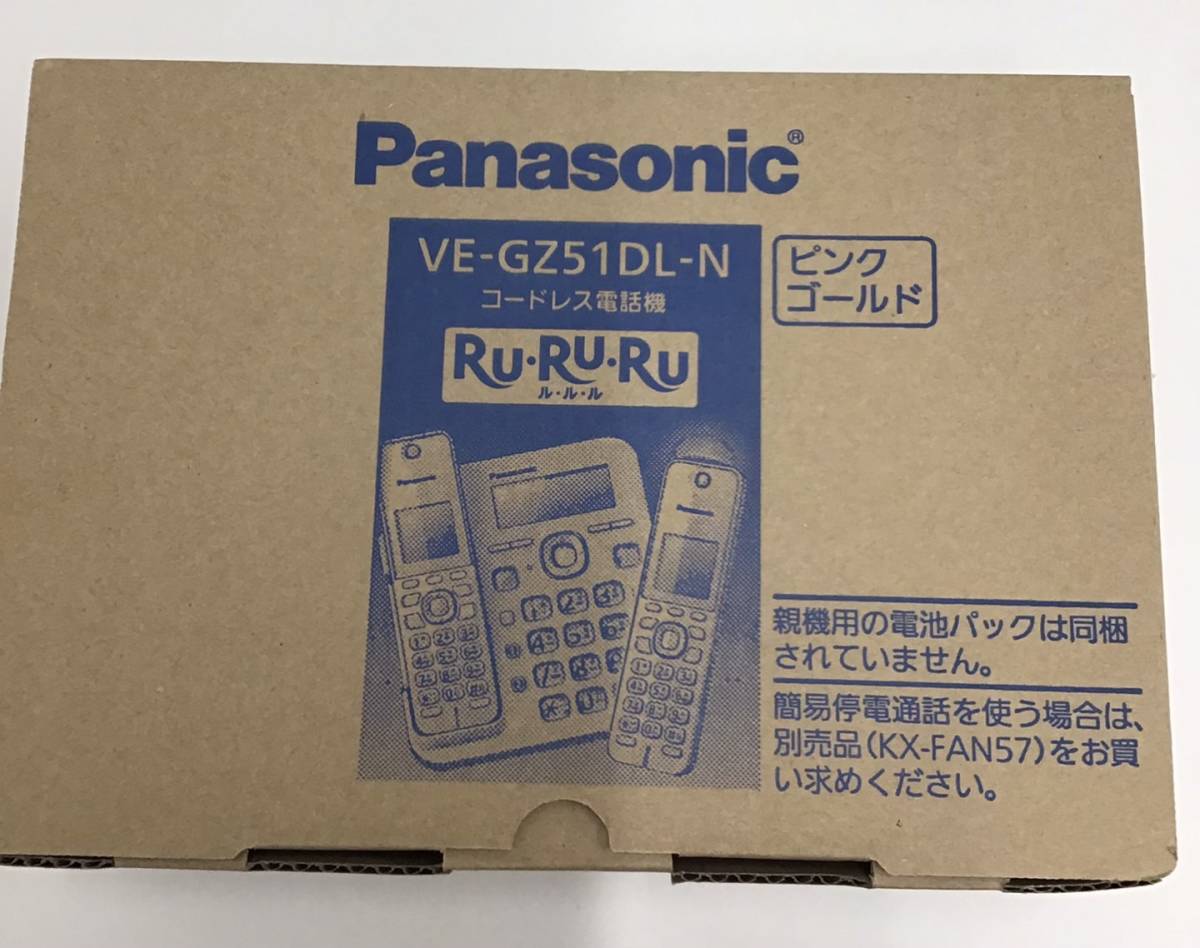 Panasonic®
VE-GZ51DL-N
コードレス電話機
RU・RU・RU
ル・ル・ル
ピンク
ゴールド
Panasonic
Panasonic
Panasonic
親機用の電池パックは同梱
されていません。
簡易停電通話を使う場合は、
別売品(KX-FAN57)をお買
い求めください。